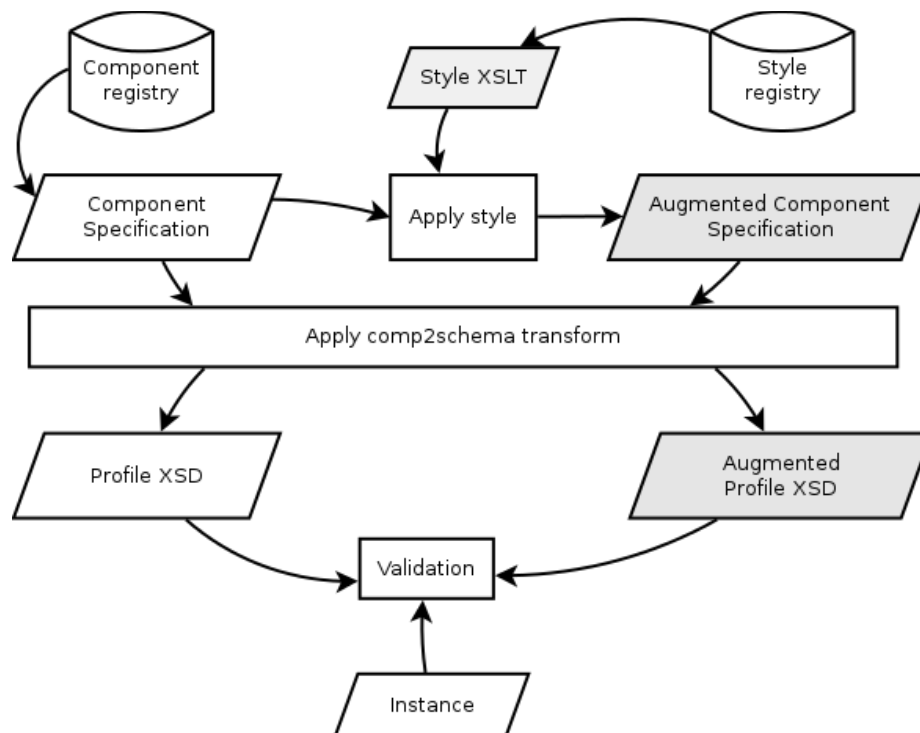 Component
registry
Style XSLT
Style
registry
Component
Specification
Apply style
Augmented Component
Specification
Apply comp2schema transform
Profile XSD
Augmented
Profile XSD
Validation
Instance